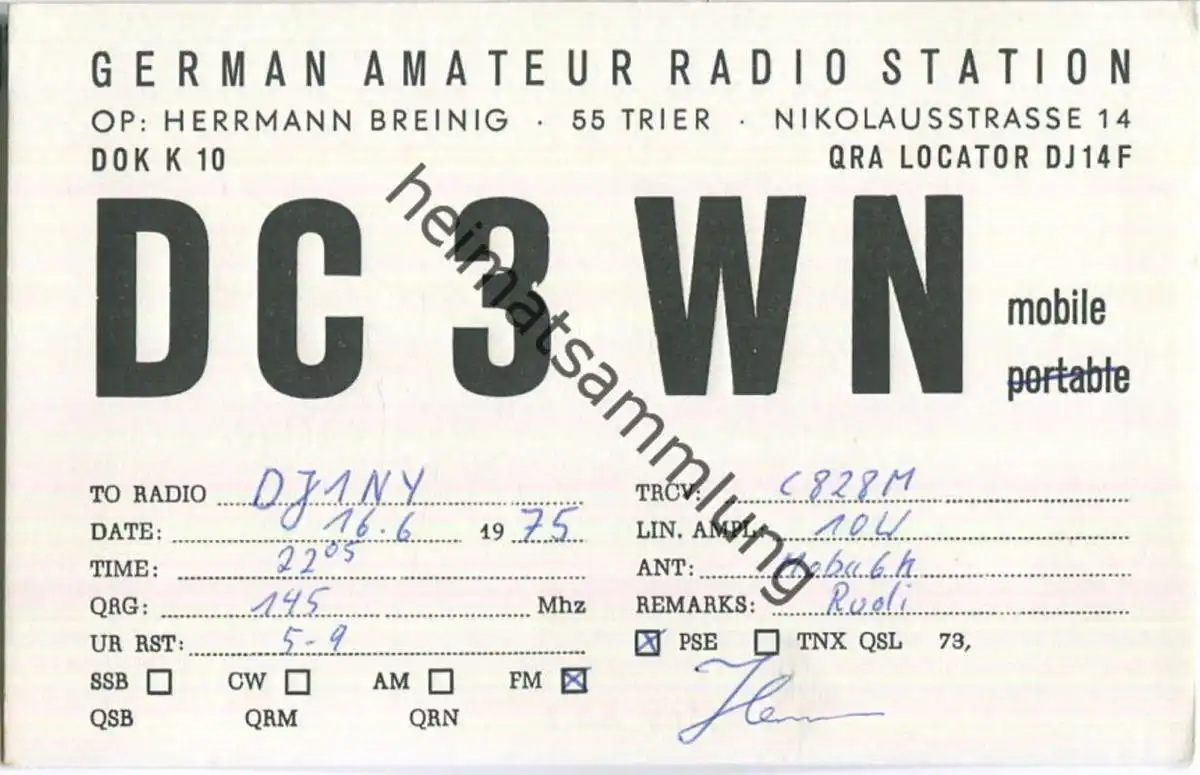 GERMAN AMATEUR RADIO STATION
OP: HERRMANN BREINIG · 55 TRIER · NIKOLAUSSTRASSE 14
DOK K 10 QRA LOCATOR DJ14F
DC 3 WN
mobile
portable
heimatsammlung
TO RADIO DJ1NY
DATE: 16.6 1975
TIME: 22⁰⁵
QRG: 145 Mhz
UR RST: 5-9
SSB CW AM FM
QSB QRM QRN
TRCV: C828M
LIN. AMPL: 10W
ANT:
REMARKS: Rudi
PSE TNX QSL 73,